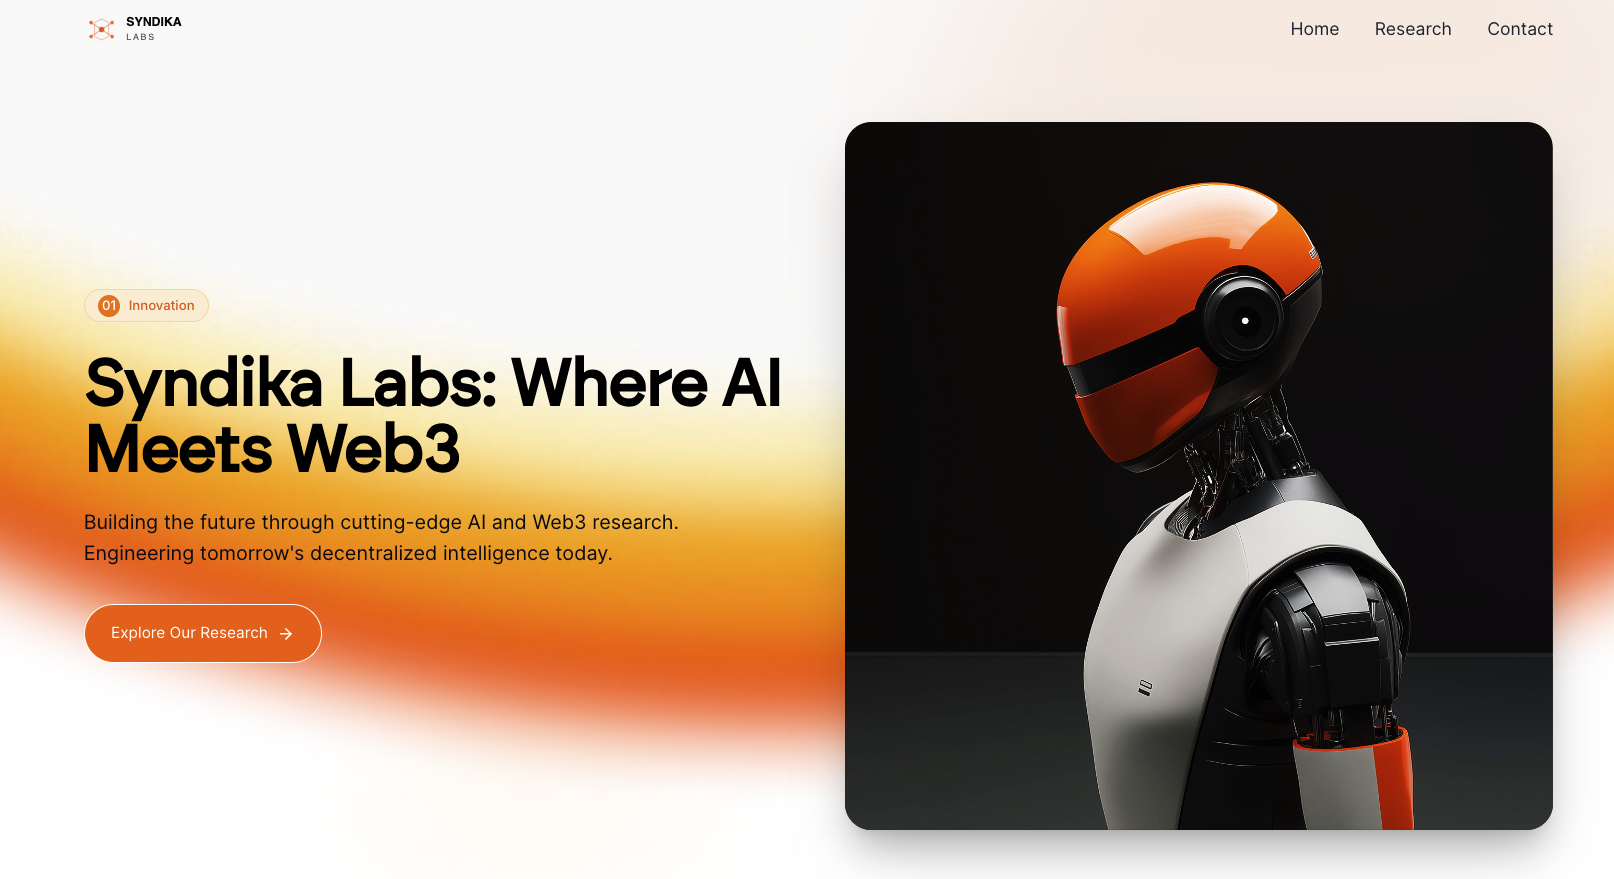 SYNDIKA
LABS
Home
Research
Contact
01 Innovation
Syndika Labs: Where AI
Meets Web3
Building the future through cutting-edge AI and Web3 research.
Engineering tomorrow's decentralized intelligence today.
Explore Our Research →